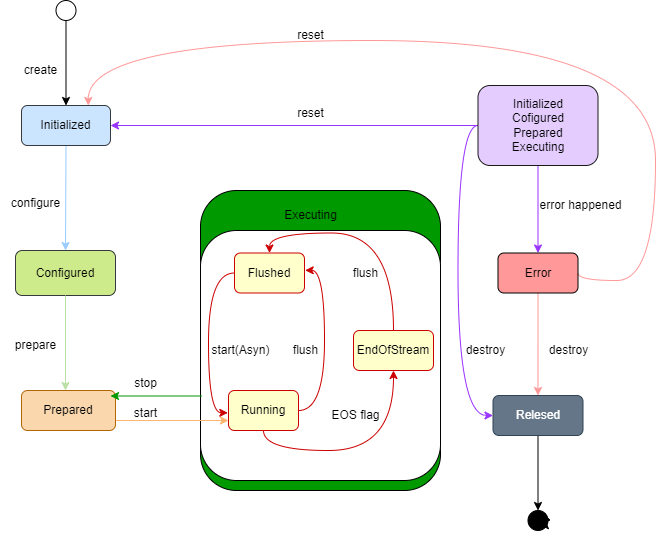 reset
create
Initialized
reset
Initialized
Cofigured
Prepared
Executing
configure
error happened
Executing
Configured
Flushed
flush
Error
prepare
start(Asyn)
flush
EndOfStream
destroy
destroy
stop
Prepared
start
Running
EOS flag
Relesed